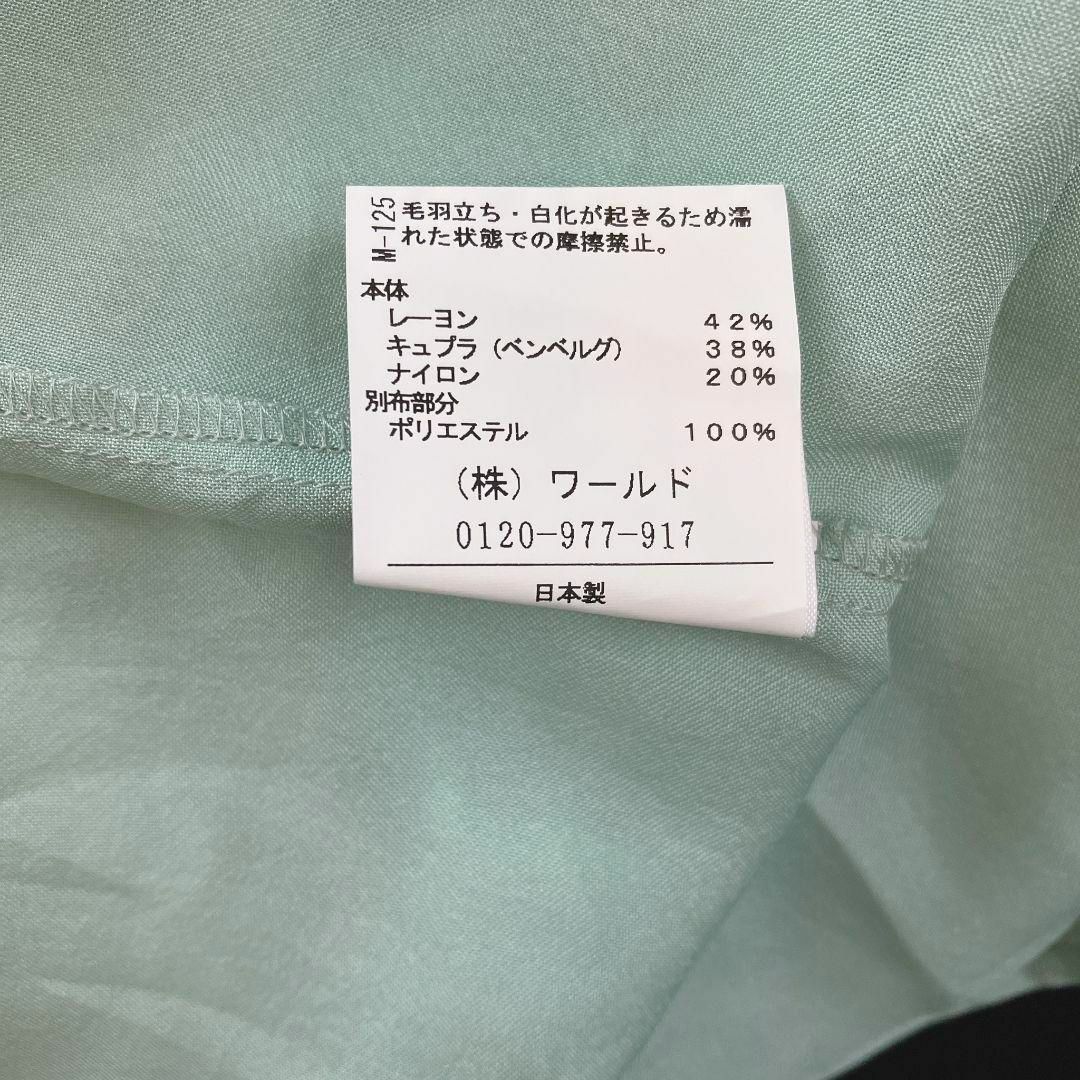 M-125
毛羽立ち・白化が起きるため濡
れた状態での摩擦禁止。
本体
レーヨン 42%
キュプラ（ベンベルグ） 38%
ナイロン 20%
別布部分
ポリエステル 100%
（株）ワールド
0120-977-917
日本製